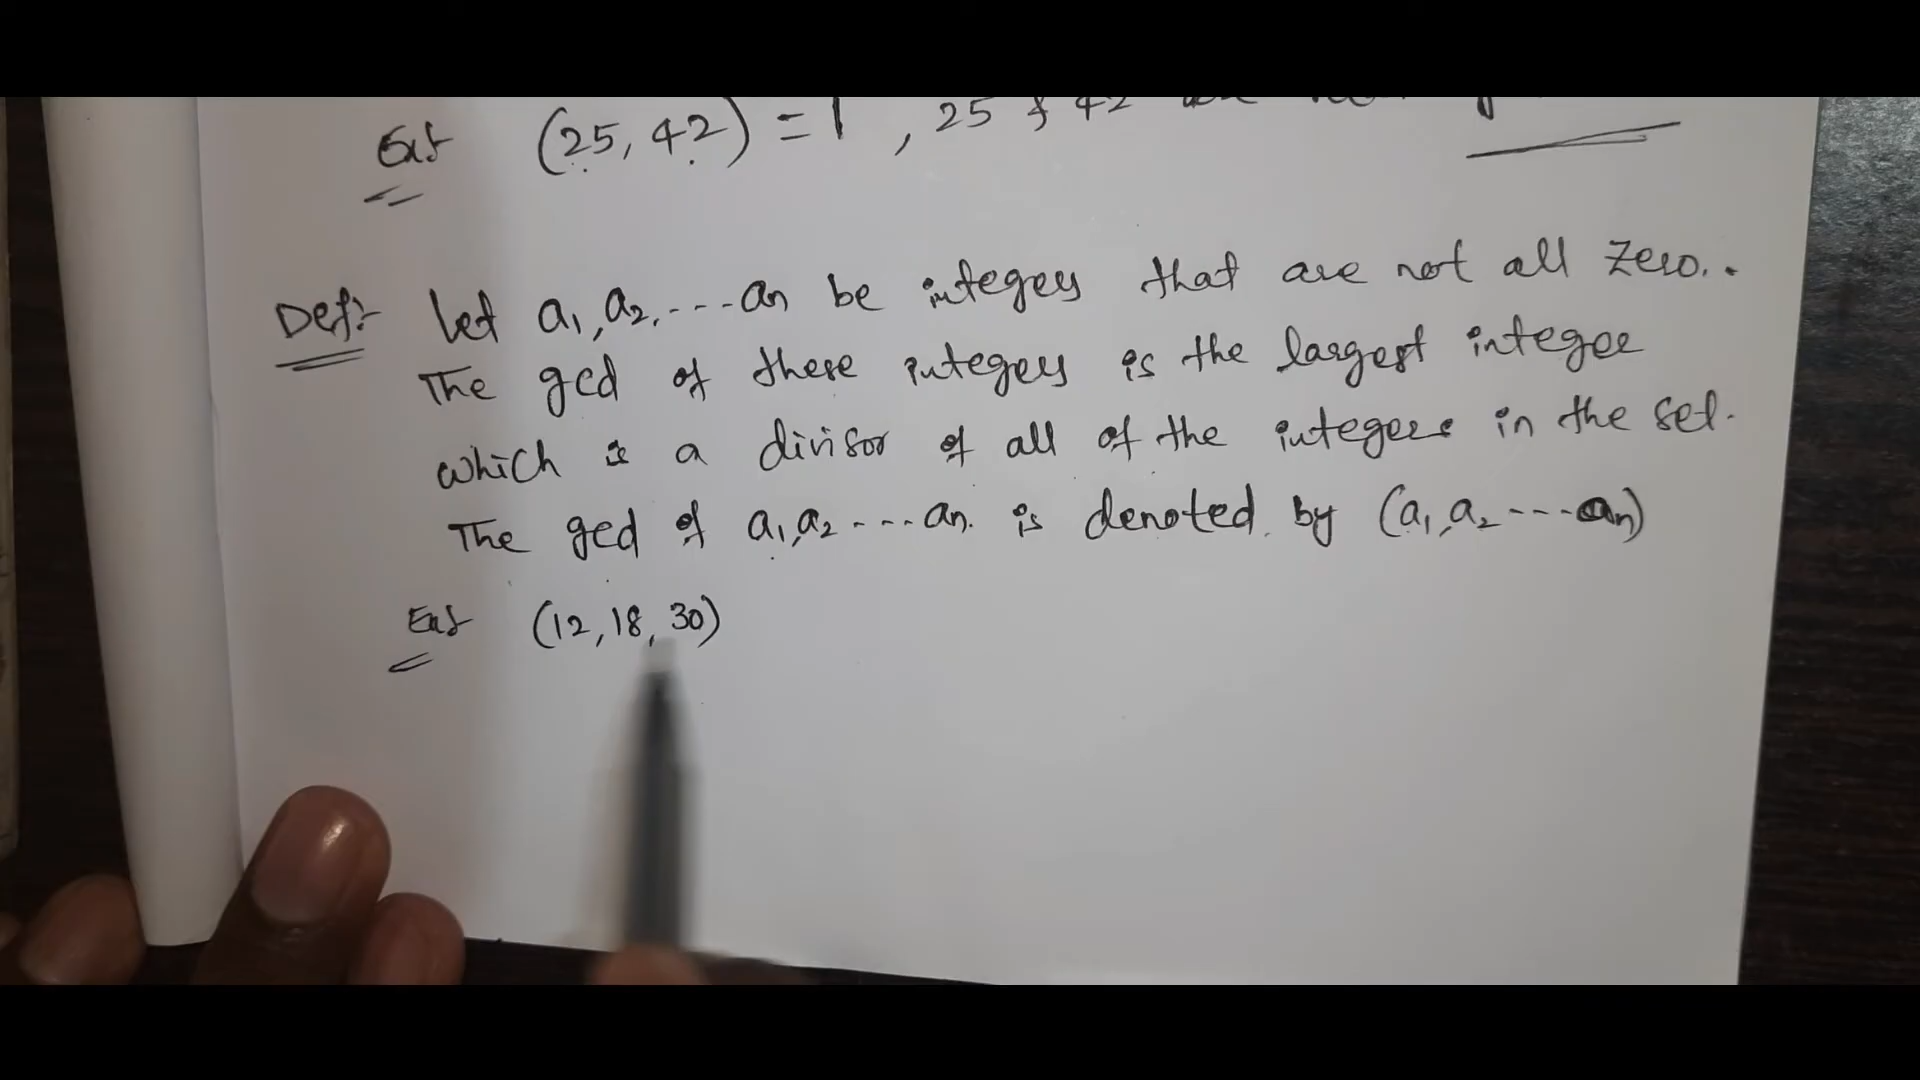 Ex:- (25, 42) = 1 , 25 & 42 are
Def:- Let a1, a2, ... an be integers that are not all zero.
The gcd of these integers is the largest integer
which is a divisor of all of the integers in the set.
The gcd of a1, a2 ... an is denoted by (a1, a2 ... an)
Ex:- (12, 18, 30)